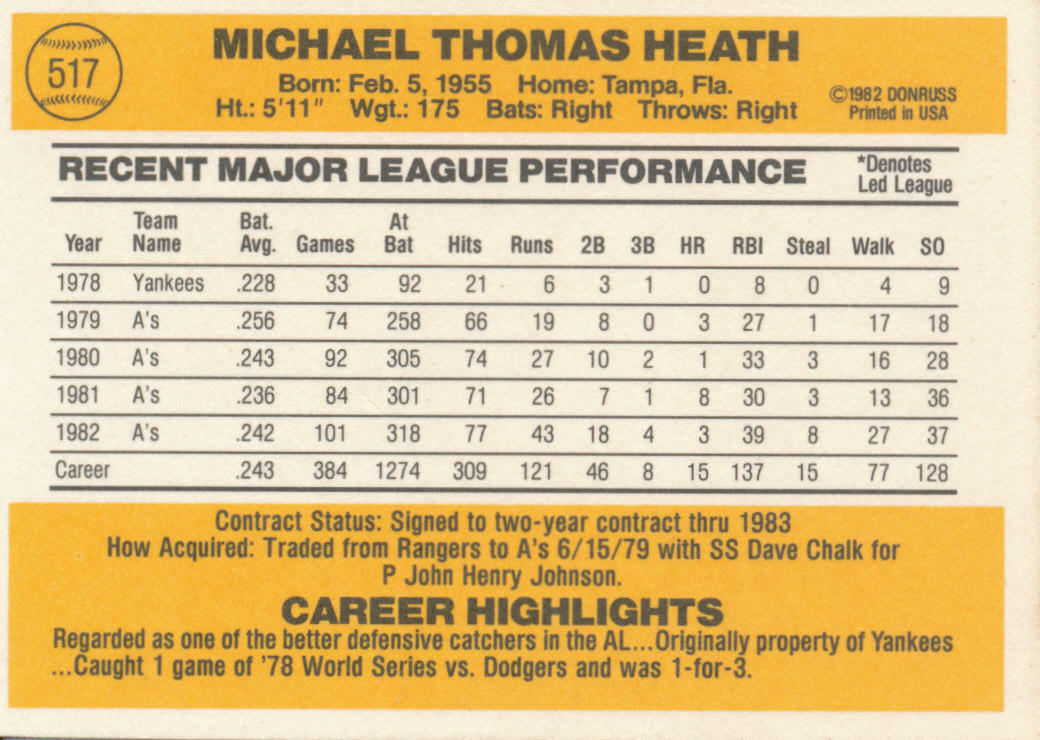 517
MICHAEL THOMAS HEATH
Born: Feb. 5, 1955 Home: Tampa, Fla.
Ht.: 5'11" Wgt.: 175 Bats: Right Throws: Right
©1982 DONRUSS
Printed in USA
RECENT MAJOR LEAGUE PERFORMANCE
*Denotes
Led League
Year Team Name Bat. Avg. Games At Bat Hits Runs 2B 3B HR RBI Steal Walk SO
1978 Yankees .228 33 92 21 6 3 1 0 8 0 4 9
1979 A's .256 74 258 66 19 8 0 3 27 1 17 18
1980 A's .243 92 305 74 27 10 2 1 33 3 16 28
1981 A's .236 84 301 71 26 7 1 8 30 3 13 36
1982 A's .242 101 318 77 43 18 4 3 39 8 27 37
Career .243 384 1274 309 121 46 8 15 137 15 77 128
Contract Status: Signed to two-year contract thru 1983
How Acquired: Traded from Rangers to A's 6/15/79 with SS Dave Chalk for
P John Henry Johnson.
CAREER HIGHLIGHTS
Regarded as one of the better defensive catchers in the AL...Originally property of Yankees
...Caught 1 game of '78 World Series vs. Dodgers and was 1-for-3.